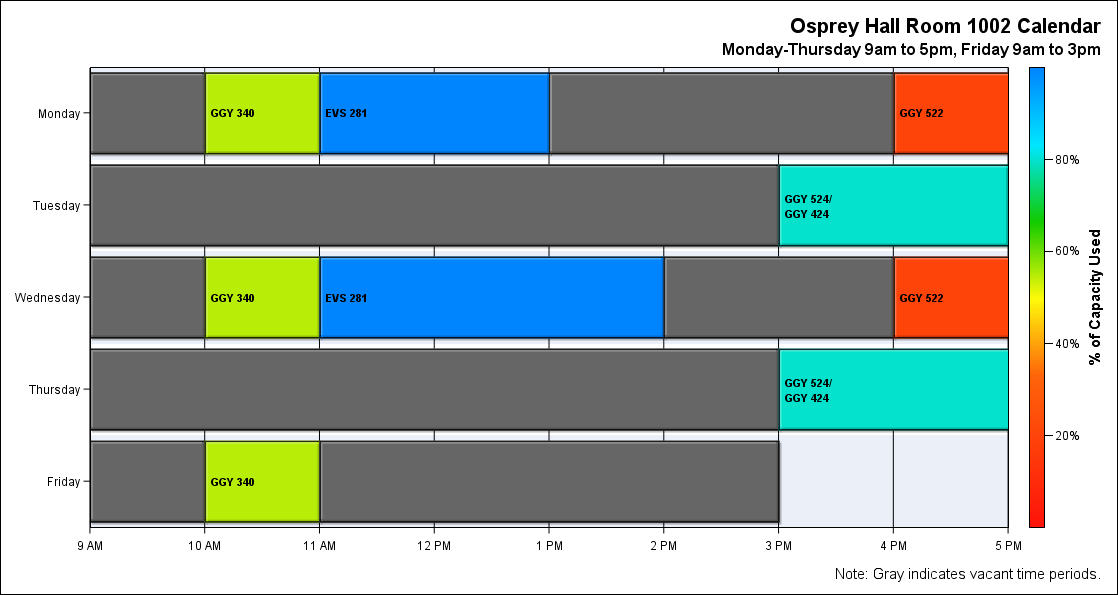 Osprey Hall Room 1002 Calendar
Monday-Thursday 9am to 5pm, Friday 9am to 3pm
Monday
GGY 340
EVS 281
GGY 522
Tuesday
GGY 524/
GGY 424
Wednesday
GGY 340
EVS 281
GGY 522
Thursday
GGY 524/
GGY 424
Friday
GGY 340
9 AM 10 AM 11 AM 12 PM 1 PM 2 PM 3 PM 4 PM 5 PM
80%
60%
40%
20%
% of Capacity Used
Note: Gray indicates vacant time periods.